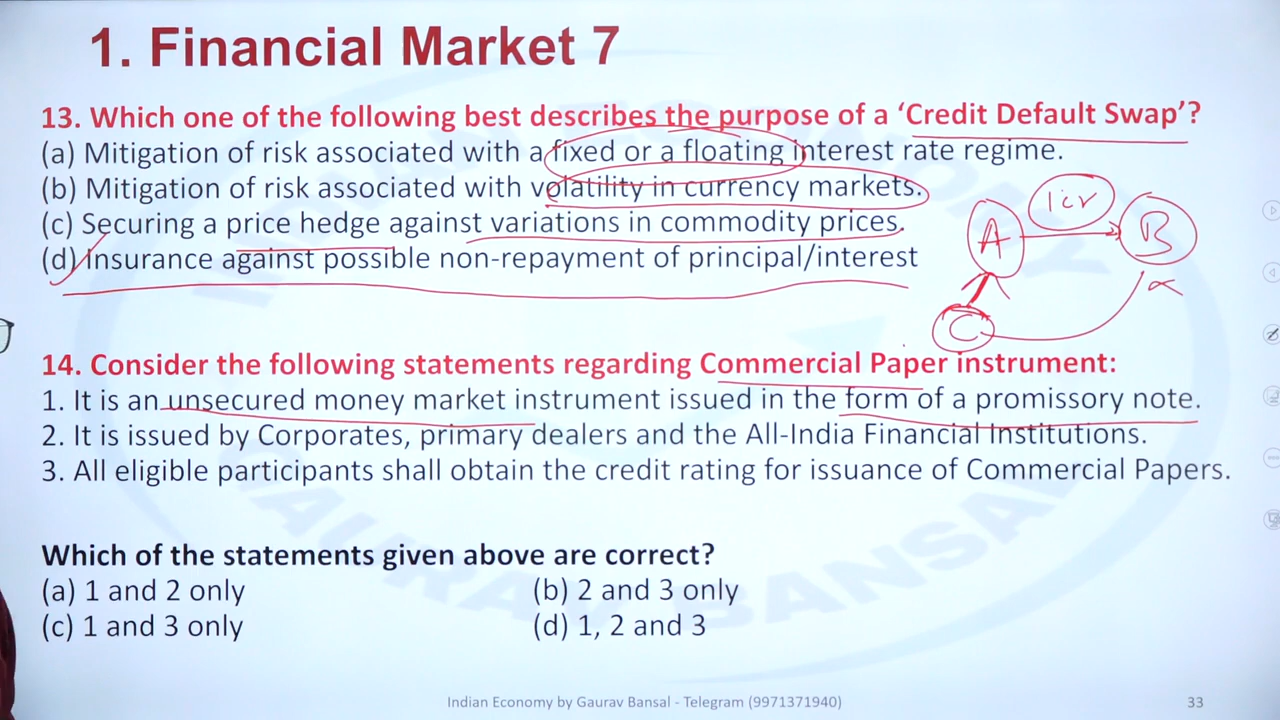 1. Financial Market 7
13. Which one of the following best describes the purpose of a ‘Credit Default Swap’?
(a) Mitigation of risk associated with a fixed or a floating interest rate regime.
(b) Mitigation of risk associated with volatility in currency markets.
(c) Securing a price hedge against variations in commodity prices.
(d) Insurance against possible non-repayment of principal/interest
A
1cr
B
C
14. Consider the following statements regarding Commercial Paper instrument:
1. It is an unsecured money market instrument issued in the form of a promissory note.
2. It is issued by Corporates, primary dealers and the All-India Financial Institutions.
3. All eligible participants shall obtain the credit rating for issuance of Commercial Papers.
Which of the statements given above are correct?
(a) 1 and 2 only
(b) 2 and 3 only
(c) 1 and 3 only
(d) 1, 2 and 3
GAURAV BANSAL
Indian Economy by Gaurav Bansal - Telegram (9971371940)
33